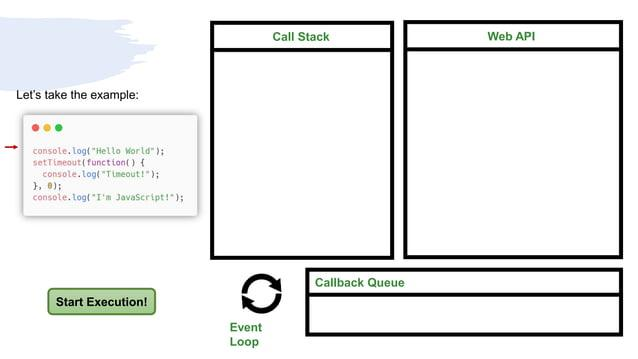 Let's take the example:
console.log("Hello World");
setTimeout(function() {
  console.log("Timeout!");
}, 0);
console.log("I'm JavaScript!");
Start Execution!
Call Stack
Web API
Event
Loop
Callback Queue